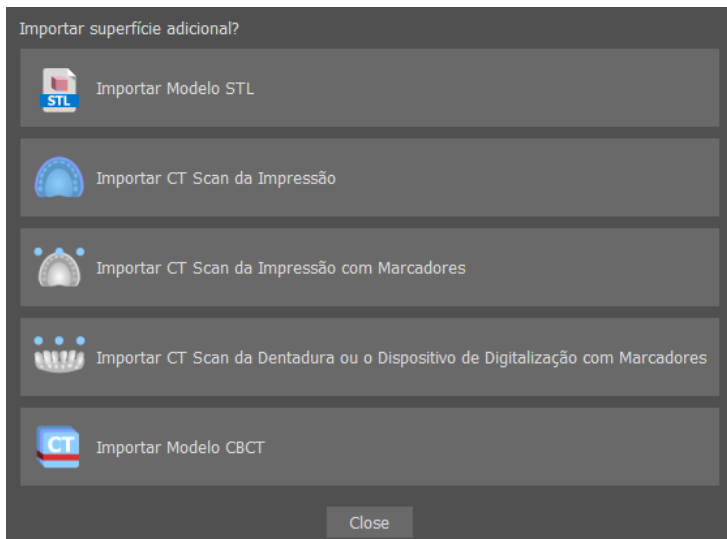 Importar superfície adicional?
STL
Importar Modelo STL
Importar CT Scan da Impressão
Importar CT Scan da Impressão com Marcadores
Importar CT Scan da Dentadura ou o Dispositivo de Digitalização com Marcadores
CT
Importar Modelo CBCT
Close